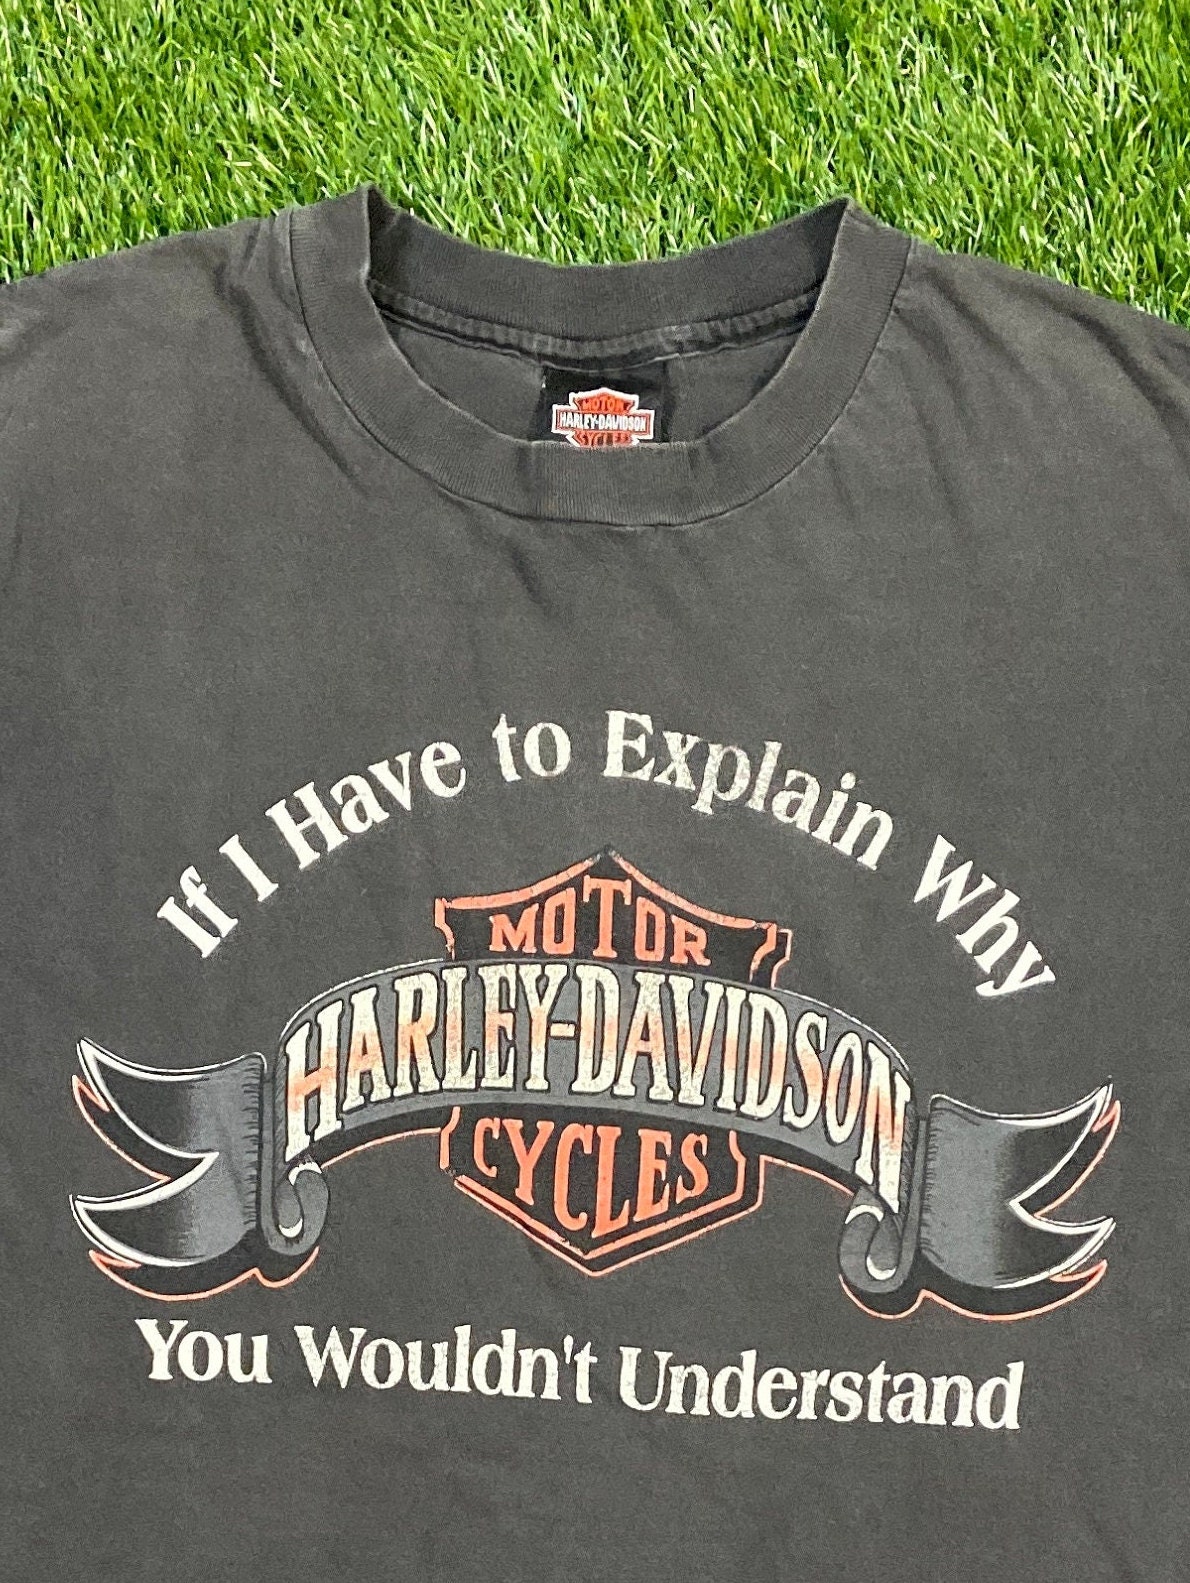 MOTOR
HARLEY-DAVIDSON
CYCLES
If I Have to Explain Why
MOTOR
HARLEY-DAVIDSON
CYCLES
You Wouldn't Understand